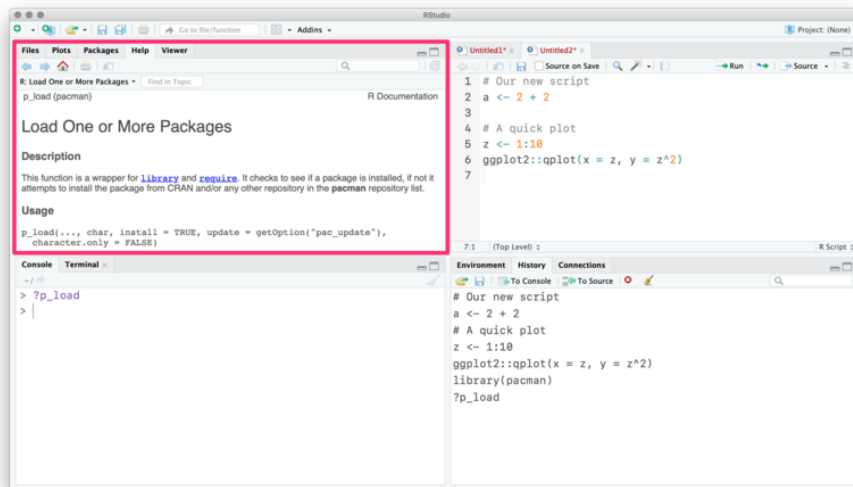 RStudio
Go to file/function
Addins
Project: (None)
Files Plots Packages Help Viewer
R: Load One or More Packages Find in Topic
p_load {pacman} R Documentation
Load One or More Packages
Description
This function is a wrapper for library and require. It checks to see if a package is installed, if not it
attempts to install the package from CRAN and/or any other repository in the pacman repository list.
Usage
p_load(..., char, install = TRUE, update = getOption("pac_update"),
character.only = FALSE)
Untitled1* Untitled2*
Source on Save Run Source
1 # Our new script
2 a <- 2 + 2
3
4 # A quick plot
5 z <- 1:10
6 ggplot2::qplot(x = z, y = z^2)
7
7:1 (Top Level) R Script
Console Terminal
~/
> ?p_load
>
Environment History Connections
To Console To Source
# Our new script
a <- 2 + 2
# A quick plot
z <- 1:10
ggplot2::qplot(x = z, y = z^2)
library(pacman)
?p_load